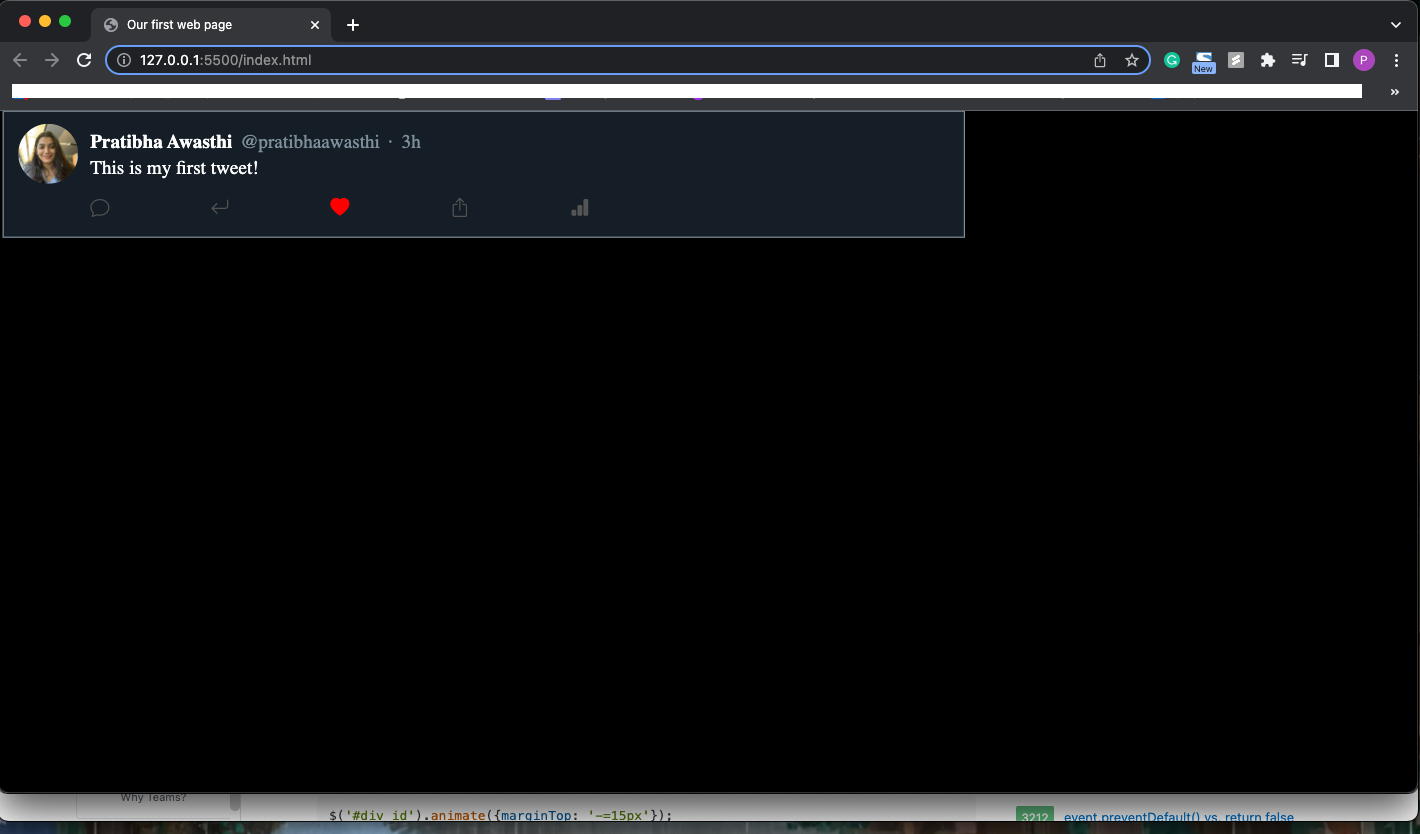 Our first web page
127.0.0.1:5500/index.html
New
P
Pratibha Awasthi @pratibhaawasthi · 3h
This is my first tweet!
Why Teams?
$('#div_id').animate({marginTop: '-=15px'});
3212 event.preventDefault() vs. return false